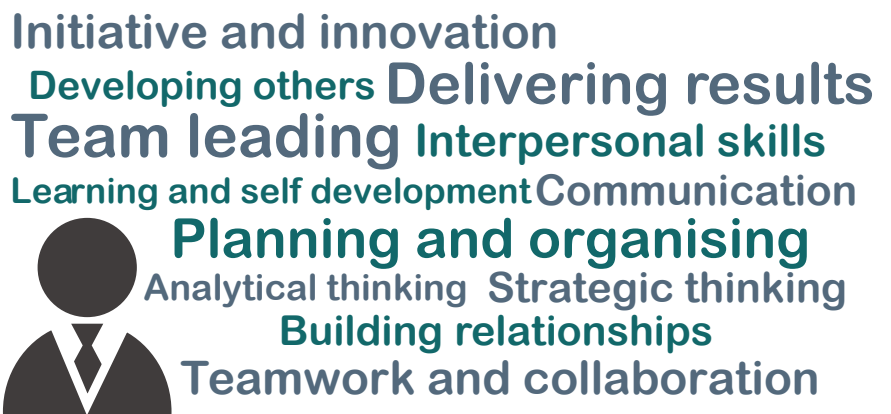 Initiative and innovation
Developing others Delivering results
Team leading Interpersonal skills
Learning and self development Communication
Planning and organising
Analytical thinking Strategic thinking
Building relationships
Teamwork and collaboration